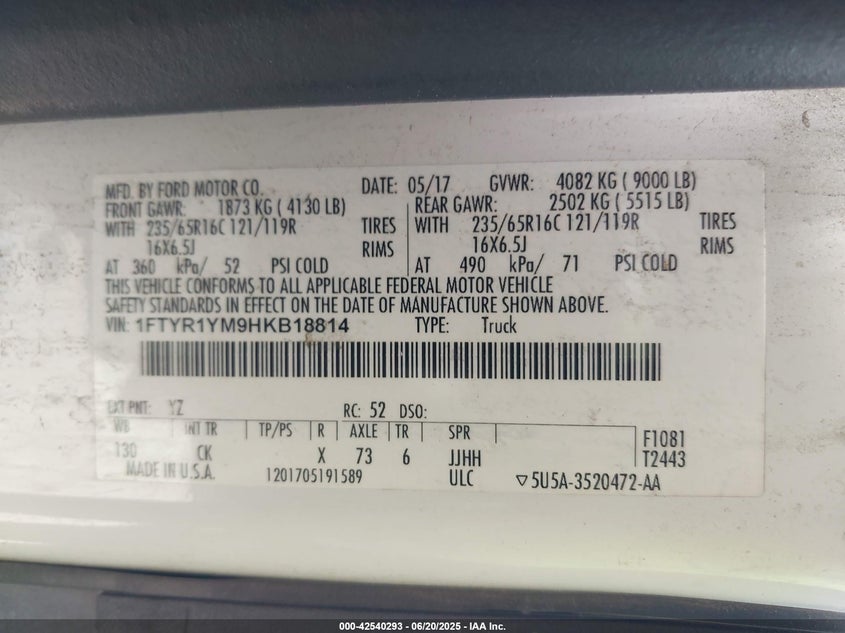 MFD. BY FORD MOTOR CO. DATE: 05/17 GVWR: 4082 KG ( 9000 LB)
FRONT GAWR: 1873 KG ( 4130 LB) REAR GAWR: 2502 KG ( 5515 LB)
WITH 235/65R16C 121/119R TIRES WITH 235/65R16C 121/119R TIRES
16X6.5J RIMS 16X6.5J RIMS
AT 360 kPa/ 52 PSI COLD AT 490 kPa/ 71 PSI COLD
THIS VEHICLE CONFORMS TO ALL APPLICABLE FEDERAL MOTOR VEHICLE
SAFETY STANDARDS IN EFFECT ON THE DATE OF MANUFACTURE SHOWN ABOVE.
VIN: 1FTYR1YM9HKB18814 TYPE: Truck
EXT PNT: YZ RC: 52 DSO:
WB INT TR TP/PS R AXLE TR SPR F1081
130 CK X 73 6 JJHH T2443
MADE IN U.S.A. 1201705191589 ULC ▽5U5A-3520472-AA
000-42540293 - 06/20/2025 - IAA Inc.